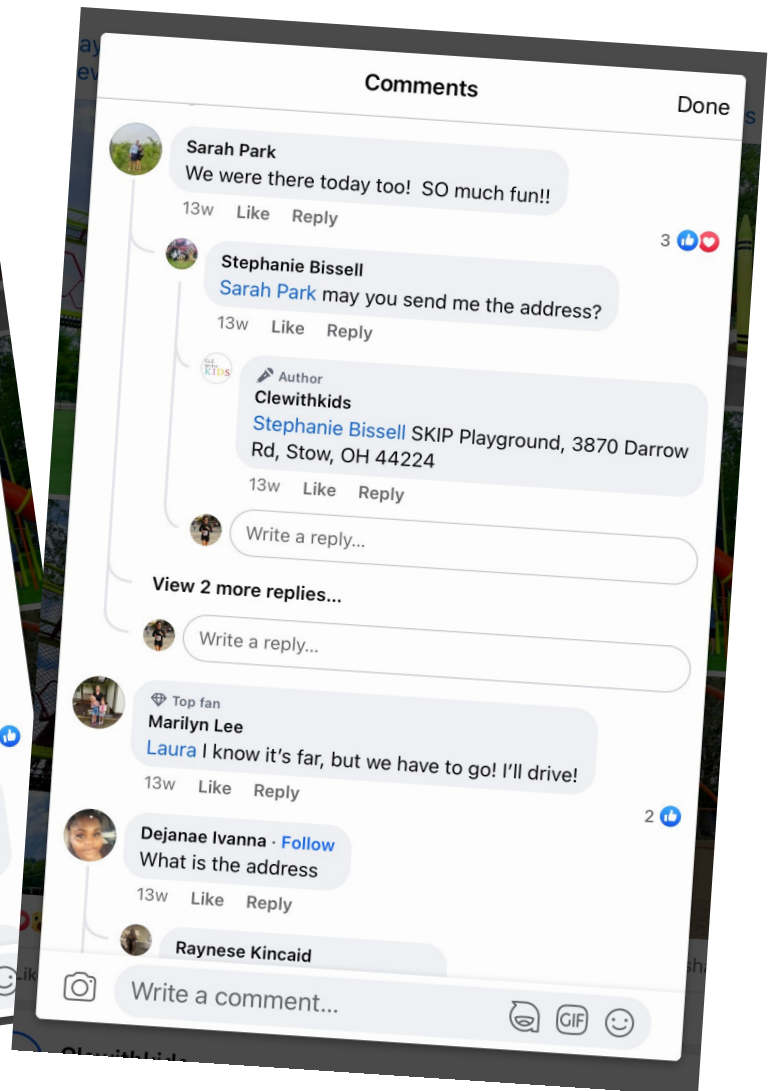 Comments
Done
Sarah Park
We were there today too! SO much fun!!
13w Like Reply
3
Stephanie Bissell
Sarah Park may you send me the address?
13w Like Reply
CLE
with
KIDS
Author
Clewithkids
Stephanie Bissell SKIP Playground, 3870 Darrow
Rd, Stow, OH 44224
13w Like Reply
Write a reply...
View 2 more replies...
Write a reply...
Top fan
Marilyn Lee
Laura I know it's far, but we have to go! I'll drive!
13w Like Reply
2
Dejanae Ivanna · Follow
What is the address
13w Like Reply
Raynese Kincaid
Write a comment...
GIF